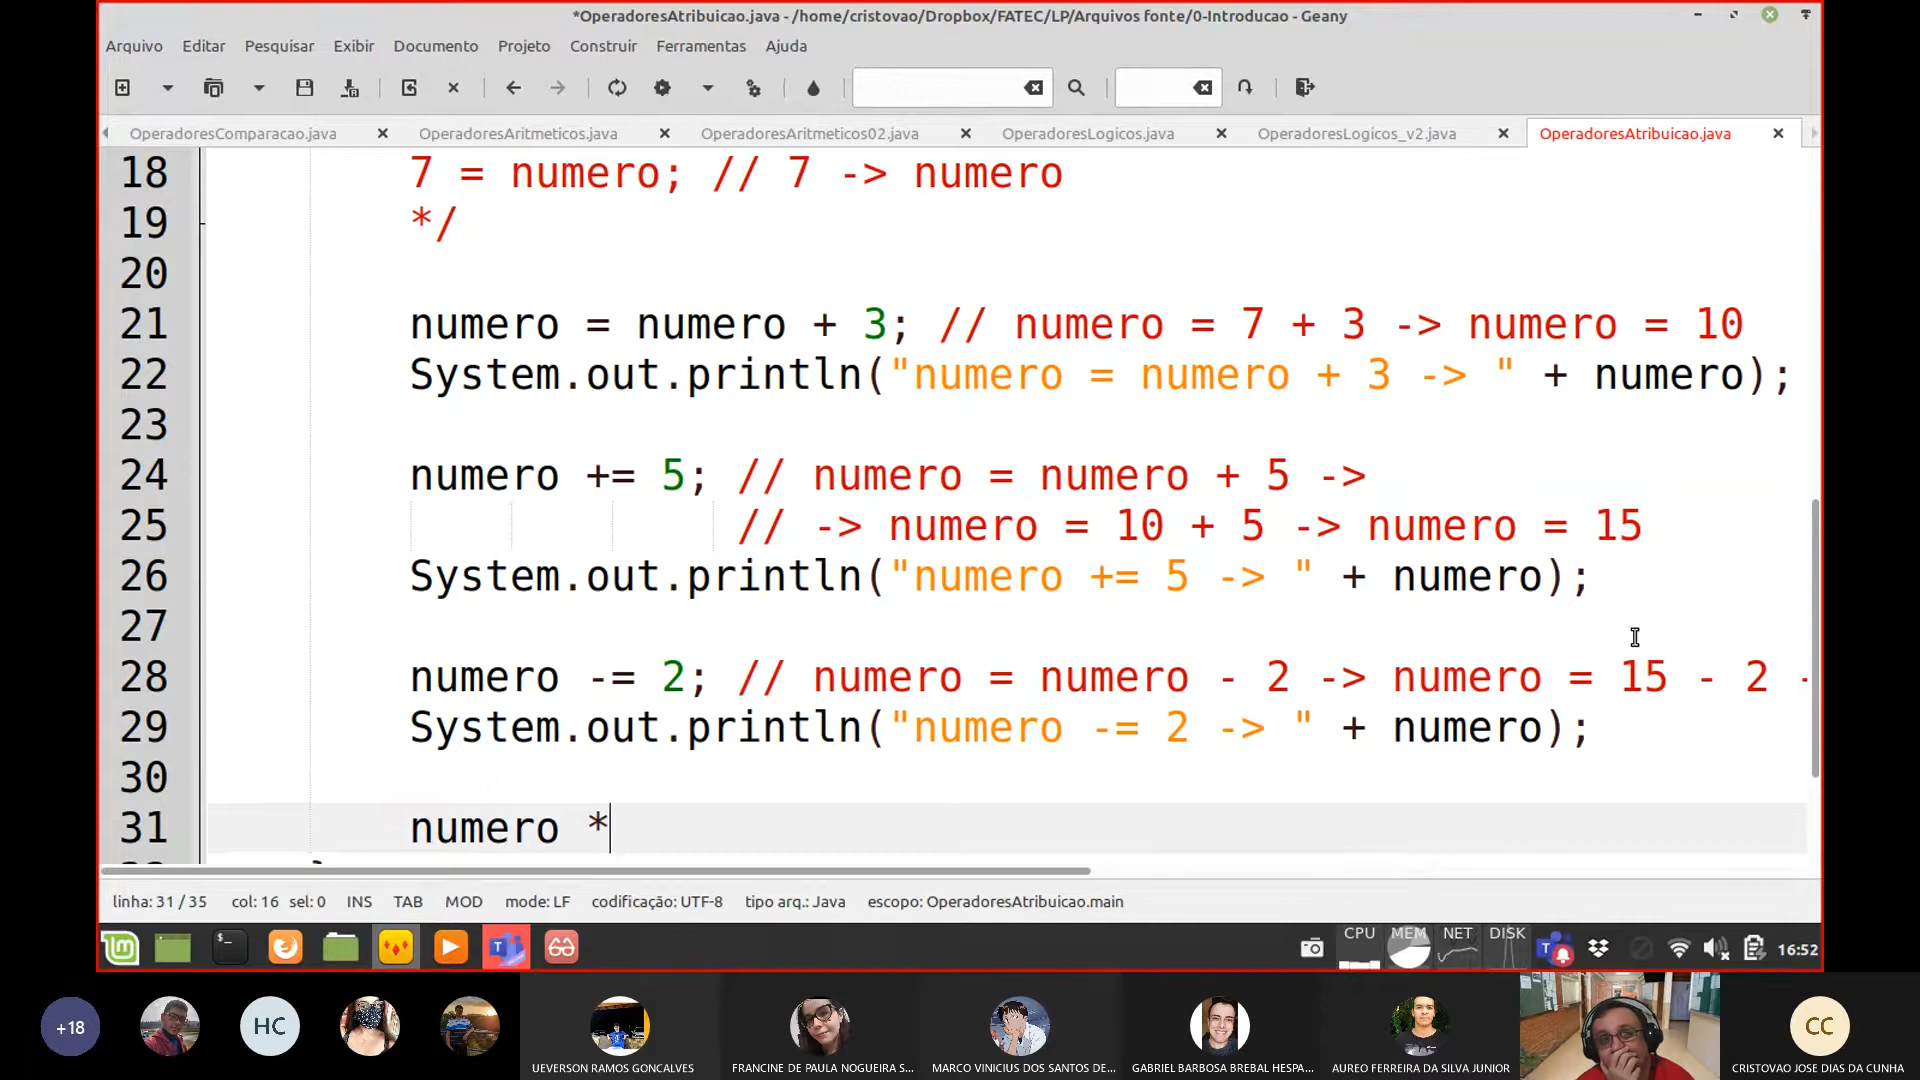 *OperadoresAtribuicao.java - /home/cristovao/Dropbox/FATEC/LP/Arquivos fonte/0-Introducao - Geany
Arquivo Editar Pesquisar Exibir Documento Projeto Construir Ferramentas Ajuda
OperadoresComparacao.java OperadoresAritmeticos.java OperadoresAritmeticos02.java OperadoresLogicos.java OperadoresLogicos_v2.java OperadoresAtribuicao.java
18 7 = numero; // 7 -> numero
19 */
20
21 numero = numero + 3; // numero = 7 + 3 -> numero = 10
22 System.out.println("numero = numero + 3 -> " + numero);
23
24 numero += 5; // numero = numero + 5 ->
25 // -> numero = 10 + 5 -> numero = 15
26 System.out.println("numero += 5 -> " + numero);
27
28 numero -= 2; // numero = numero - 2 -> numero = 15 - 2 -
29 System.out.println("numero -= 2 -> " + numero);
30
31 numero *
linha: 31 / 35 col: 16 sel: 0 INS TAB MOD mode: LF codificação: UTF-8 tipo arq.: Java escopo: OperadoresAtribuicao.main
CPU MEM NET DISK 16:52
+18 HC CC
UEVERSON RAMOS GONCALVES FRANCINE DE PAULA NOGUEIRA S... MARCO VINICIUS DOS SANTOS DE... GABRIEL BARBOSA BREBAL HESPA... AUREO FERREIRA DA SILVA JUNIOR CRISTOVAO JOSE DIAS DA CUNHA